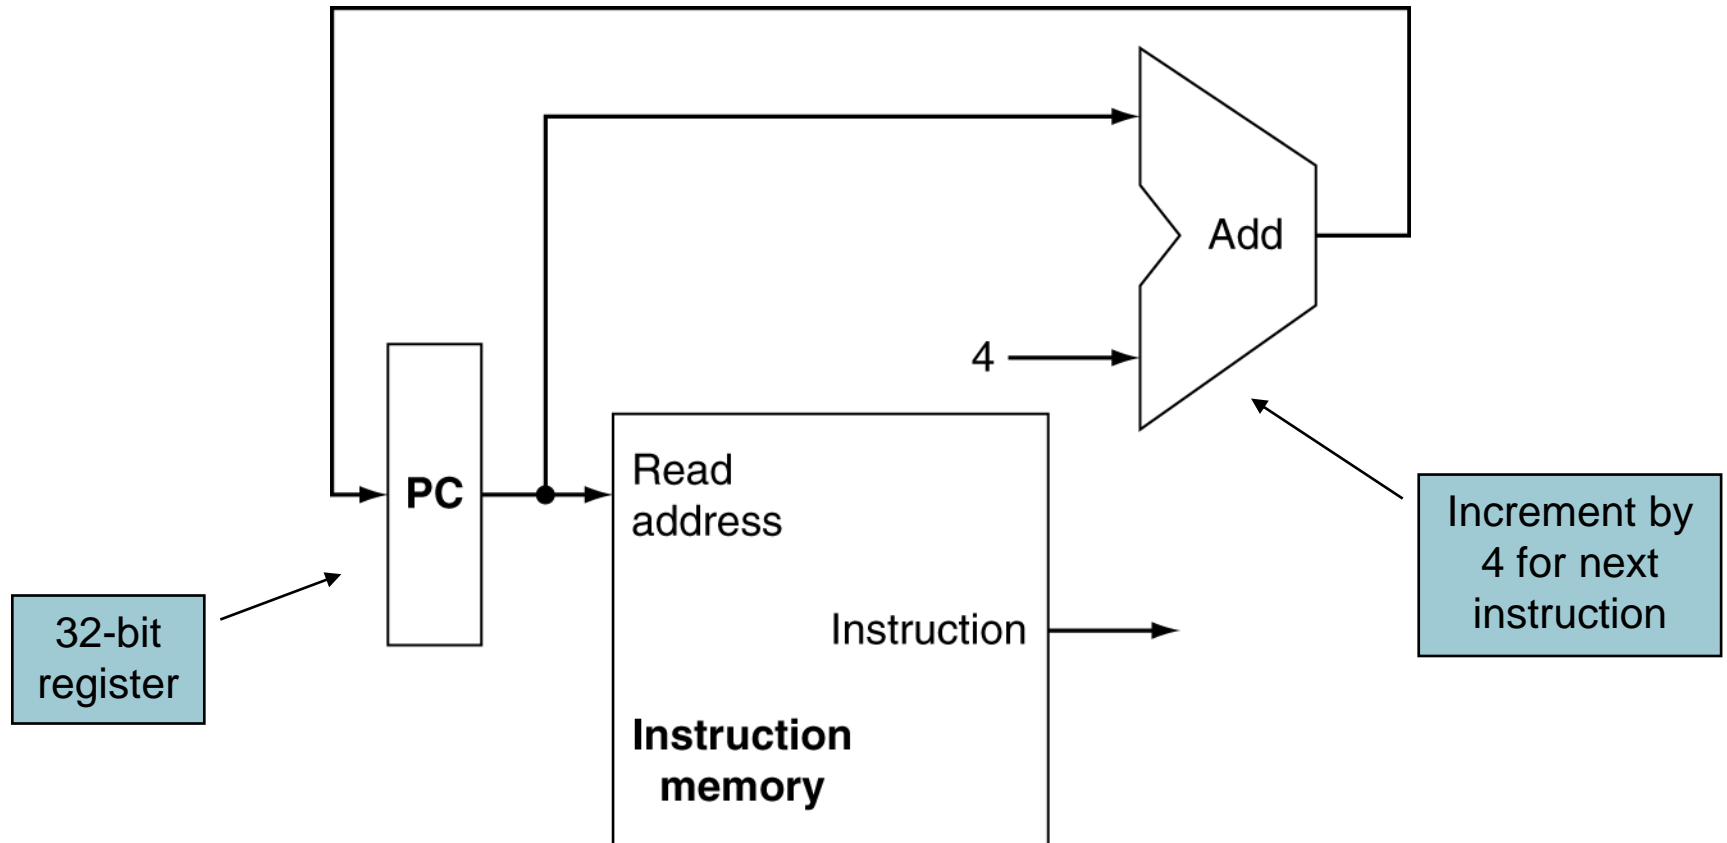 Add
4
PC
Read
address
Instruction
Instruction
memory
32-bit
register
Increment by
4 for next
instruction